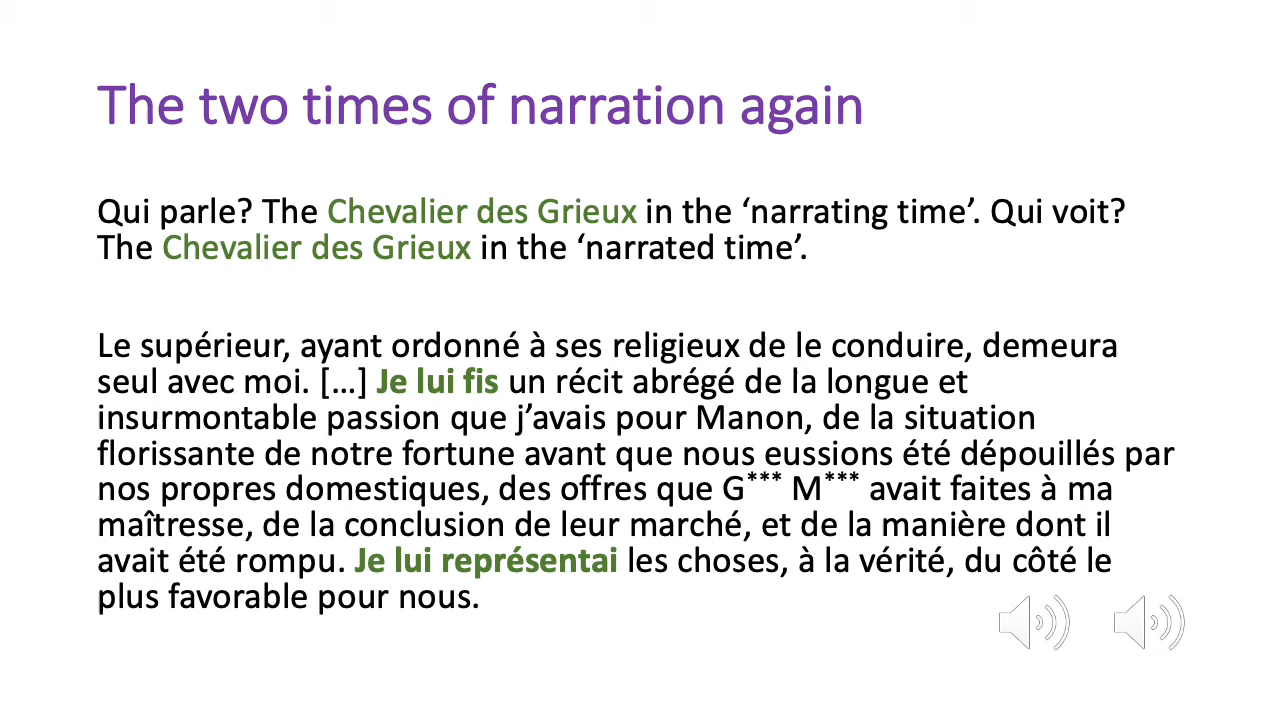 The two times of narration again
Qui parle? The Chevalier des Grieux in the ‘narrating time’. Qui voit?
The Chevalier des Grieux in the ‘narrated time’.
Le supérieur, ayant ordonné à ses religieux de le conduire, demeura
seul avec moi. […] Je lui fis un récit abrégé de la longue et
insurmontable passion que j’avais pour Manon, de la situation
florissante de notre fortune avant que nous eussions été dépouillés par
nos propres domestiques, des offres que G*** M*** avait faites à ma
maîtresse, de la conclusion de leur marché, et de la manière dont il
avait été rompu. Je lui représentai les choses, à la vérité, du côté le
plus favorable pour nous.